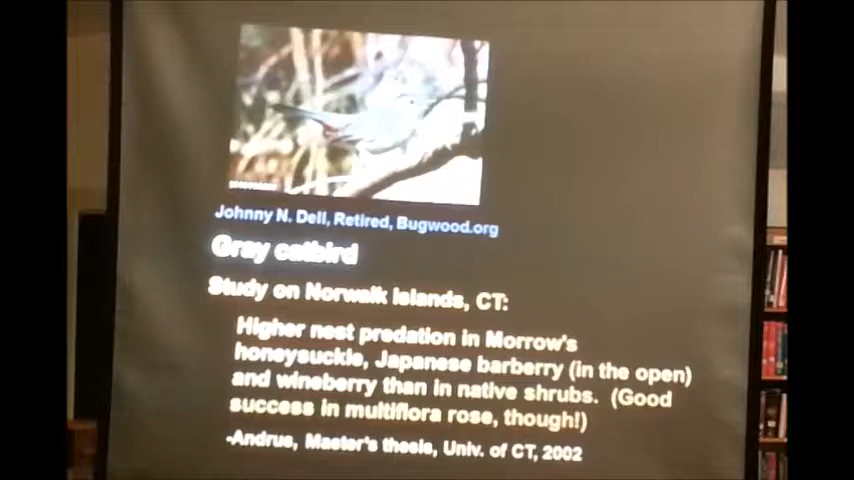 Johnny N. Dell, Retired, Bugwood.org
Gray catbird
Study on Norwalk Islands, CT:
Higher nest predation in Morrow's
honeysuckle, Japanese barberry (in the open)
and wineberry, than in native shrubs. (Good
success in multiflora rose, though!)
-Andrus, Master's thesis, Univ. of CT, 2002